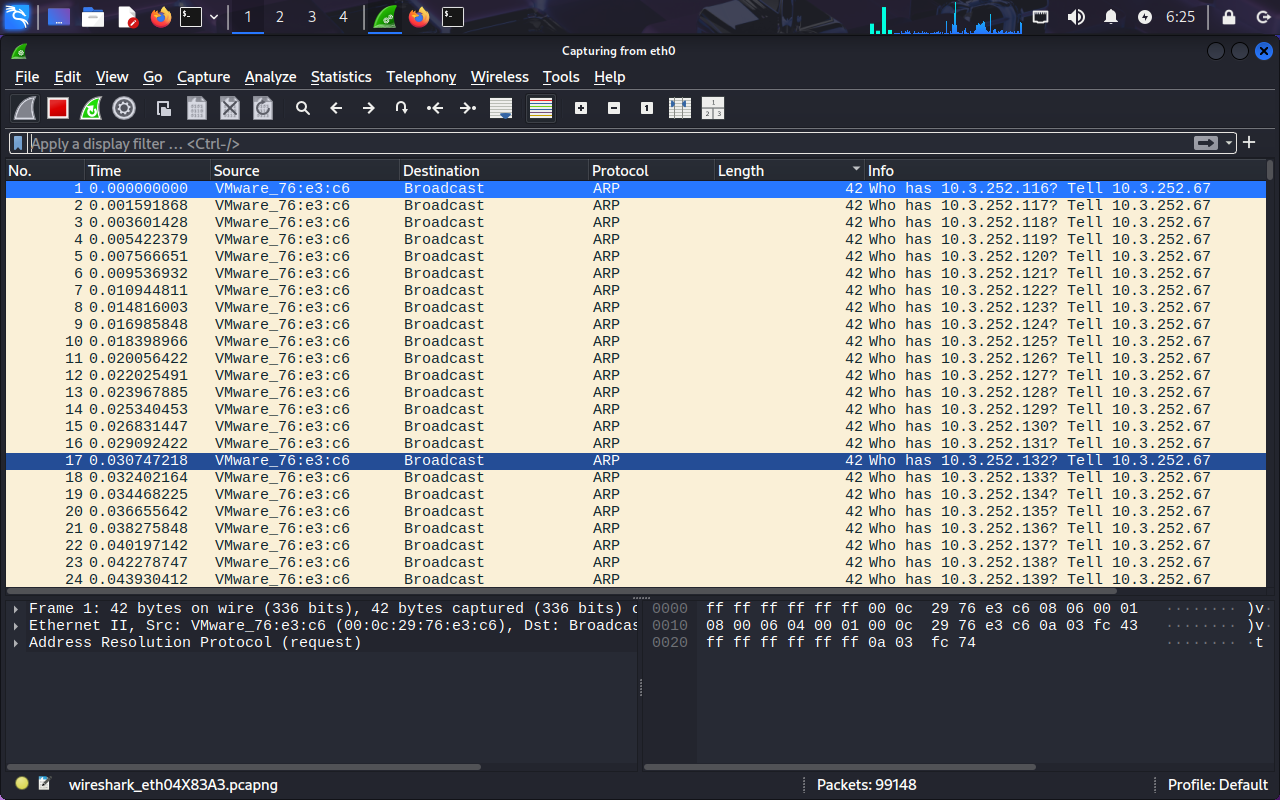 1 2 3 4 6:25
Capturing from eth0
File Edit View Go Capture Analyze Statistics Telephony Wireless Tools Help
Apply a display filter … <Ctrl-/>
No. Time Source Destination Protocol Length Info
1 0.000000000 VMware_76:e3:c6 Broadcast ARP 42 Who has 10.3.252.116? Tell 10.3.252.67
2 0.001591868 VMware_76:e3:c6 Broadcast ARP 42 Who has 10.3.252.117? Tell 10.3.252.67
3 0.003601428 VMware_76:e3:c6 Broadcast ARP 42 Who has 10.3.252.118? Tell 10.3.252.67
4 0.005422379 VMware_76:e3:c6 Broadcast ARP 42 Who has 10.3.252.119? Tell 10.3.252.67
5 0.007566651 VMware_76:e3:c6 Broadcast ARP 42 Who has 10.3.252.120? Tell 10.3.252.67
6 0.009536932 VMware_76:e3:c6 Broadcast ARP 42 Who has 10.3.252.121? Tell 10.3.252.67
7 0.010944811 VMware_76:e3:c6 Broadcast ARP 42 Who has 10.3.252.122? Tell 10.3.252.67
8 0.014816003 VMware_76:e3:c6 Broadcast ARP 42 Who has 10.3.252.123? Tell 10.3.252.67
9 0.016985848 VMware_76:e3:c6 Broadcast ARP 42 Who has 10.3.252.124? Tell 10.3.252.67
10 0.018398966 VMware_76:e3:c6 Broadcast ARP 42 Who has 10.3.252.125? Tell 10.3.252.67
11 0.020056422 VMware_76:e3:c6 Broadcast ARP 42 Who has 10.3.252.126? Tell 10.3.252.67
12 0.022025491 VMware_76:e3:c6 Broadcast ARP 42 Who has 10.3.252.127? Tell 10.3.252.67
13 0.023967885 VMware_76:e3:c6 Broadcast ARP 42 Who has 10.3.252.128? Tell 10.3.252.67
14 0.025340453 VMware_76:e3:c6 Broadcast ARP 42 Who has 10.3.252.129? Tell 10.3.252.67
15 0.026831447 VMware_76:e3:c6 Broadcast ARP 42 Who has 10.3.252.130? Tell 10.3.252.67
16 0.029092422 VMware_76:e3:c6 Broadcast ARP 42 Who has 10.3.252.131? Tell 10.3.252.67
17 0.030747218 VMware_76:e3:c6 Broadcast ARP 42 Who has 10.3.252.132? Tell 10.3.252.67
18 0.032402164 VMware_76:e3:c6 Broadcast ARP 42 Who has 10.3.252.133? Tell 10.3.252.67
19 0.034468225 VMware_76:e3:c6 Broadcast ARP 42 Who has 10.3.252.134? Tell 10.3.252.67
20 0.036655642 VMware_76:e3:c6 Broadcast ARP 42 Who has 10.3.252.135? Tell 10.3.252.67
21 0.038275848 VMware_76:e3:c6 Broadcast ARP 42 Who has 10.3.252.136? Tell 10.3.252.67
22 0.040197142 VMware_76:e3:c6 Broadcast ARP 42 Who has 10.3.252.137? Tell 10.3.252.67
23 0.042278747 VMware_76:e3:c6 Broadcast ARP 42 Who has 10.3.252.138? Tell 10.3.252.67
24 0.043930412 VMware_76:e3:c6 Broadcast ARP 42 Who has 10.3.252.139? Tell 10.3.252.67
Frame 1: 42 bytes on wire (336 bits), 42 bytes captured (336 bits)
Ethernet II, Src: VMware_76:e3:c6 (00:0c:29:76:e3:c6), Dst: Broadcas
Address Resolution Protocol (request)
0000 ff ff ff ff ff ff 00 0c 29 76 e3 c6 08 06 00 01 ········ )v·
0010 08 00 06 04 00 01 00 0c 29 76 e3 c6 0a 03 fc 43 ········ )v·
0020 ff ff ff ff ff ff 0a 03 fc 74 ········ ·t
wireshark_eth04X83A3.pcapng Packets: 99148 Profile: Default